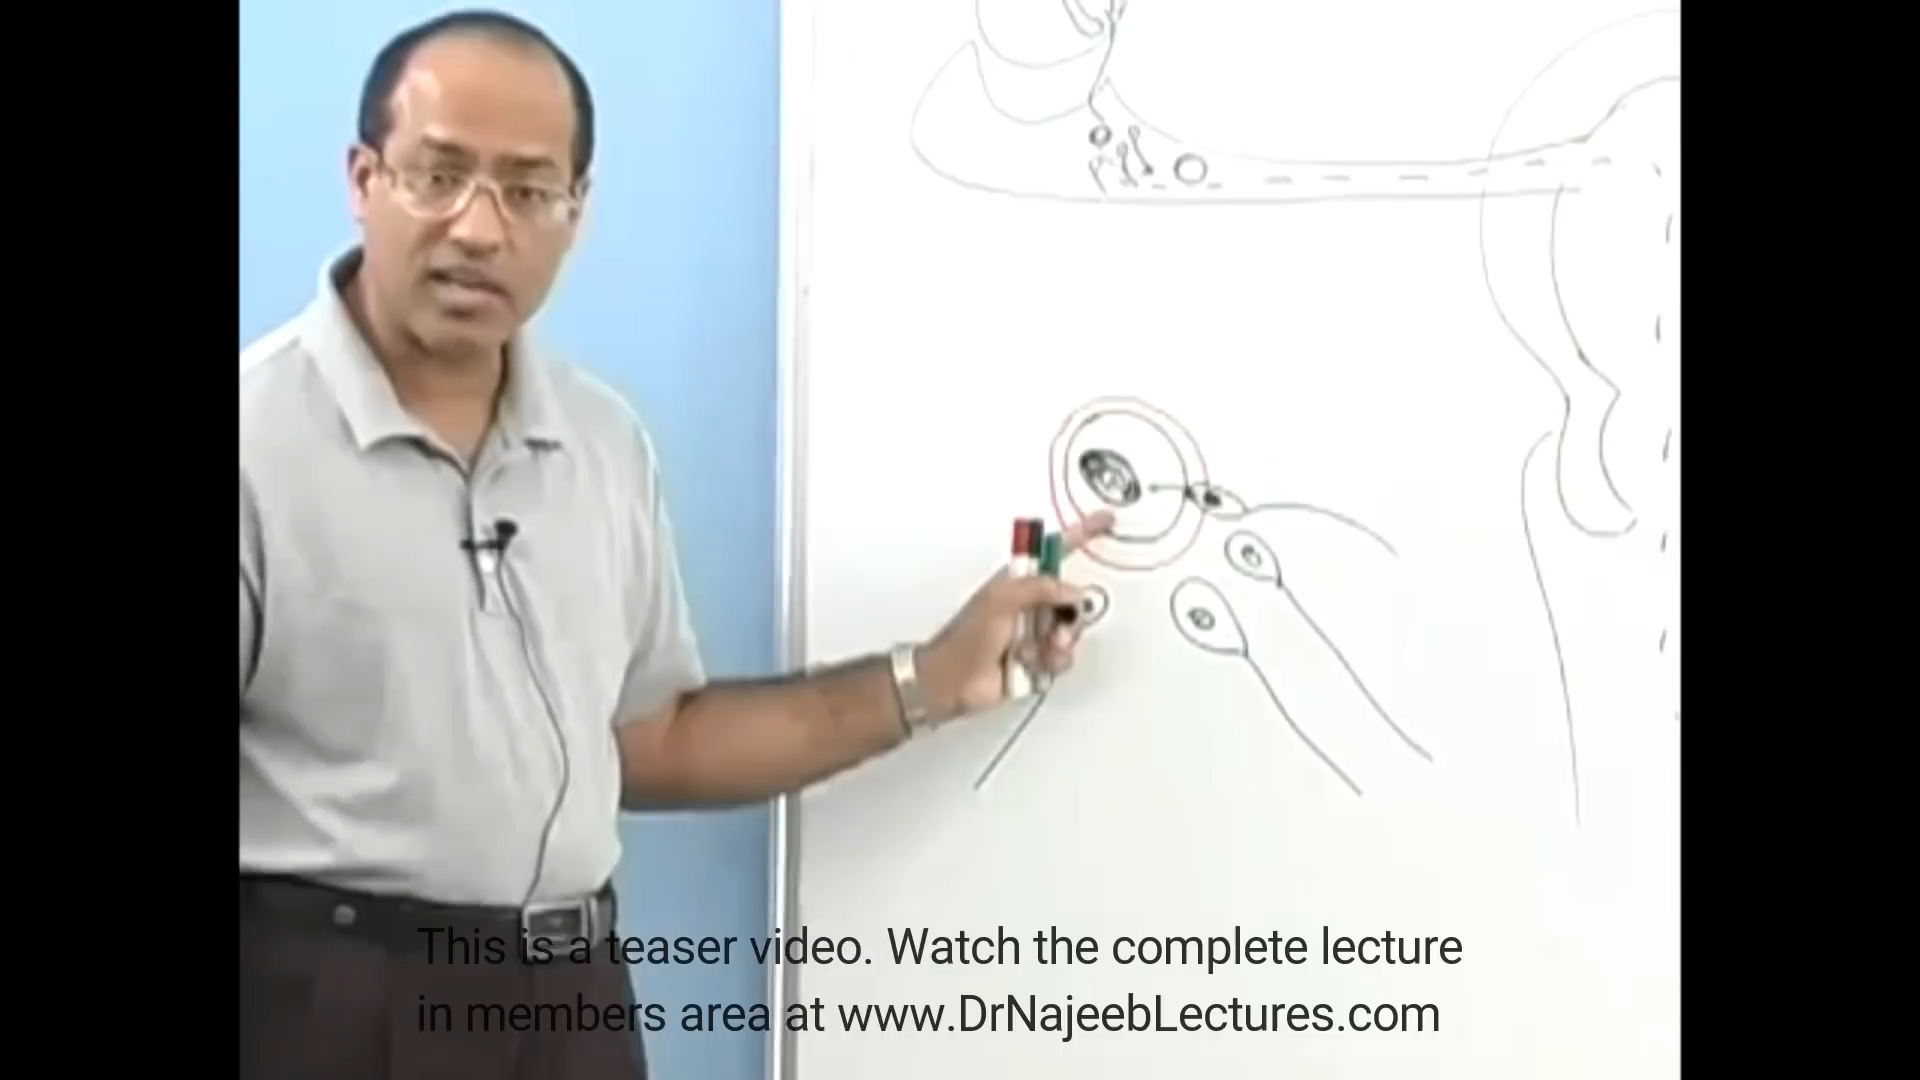 This is a teaser video. Watch the complete lecture
in members area at www.DrNajeebLectures.com